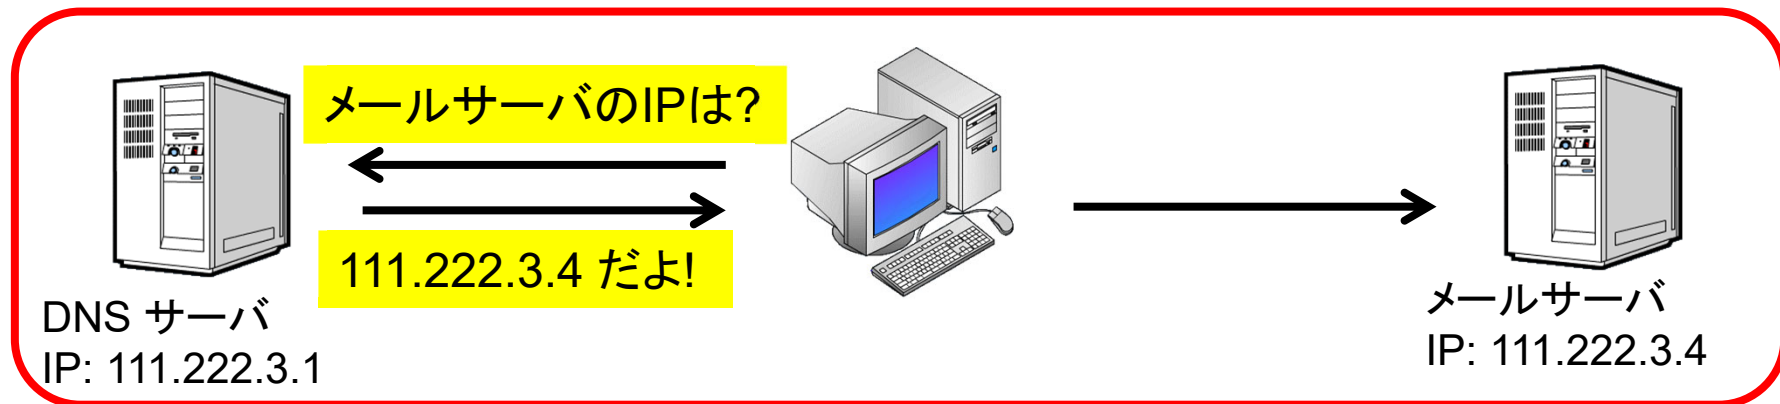 メールサーバのIPは?
111.222.3.4 だよ!
DNS サーバ
IP: 111.222.3.1
メールサーバ
IP: 111.222.3.4